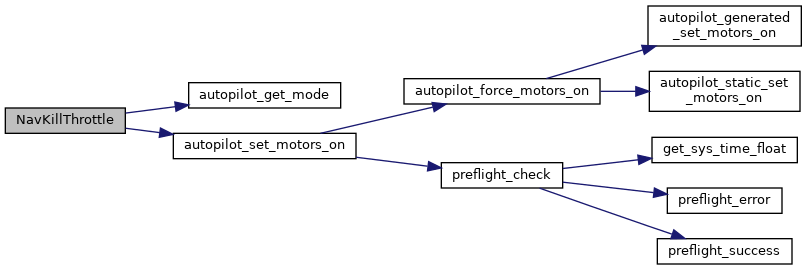 autopilot_generated
_set_motors_on
autopilot_static_set
_motors_on
autopilot_force_motors_on
autopilot_get_mode
NavKillThrottle
autopilot_set_motors_on
preflight_check
get_sys_time_float
preflight_error
preflight_success